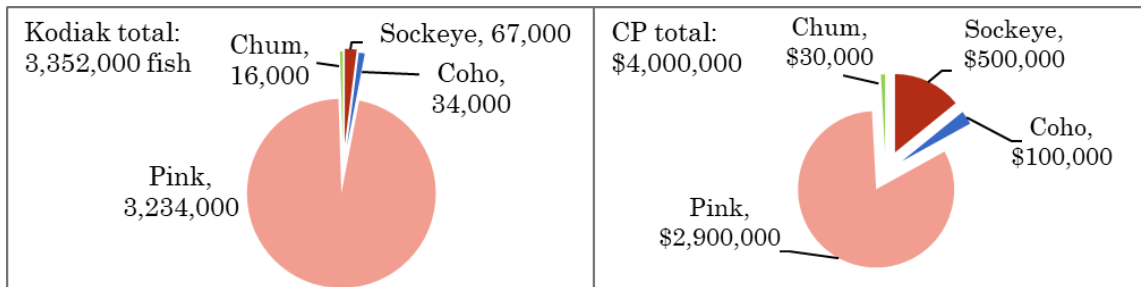 Kodiak total:
3,352,000 fish
Chum,
16,000
Sockeye, 67,000
Coho,
34,000
Pink,
3,234,000
CP total:
$4,000,000
Chum,
$30,000
Sockeye,
$500,000
Coho,
$100,000
Pink,
$2,900,000